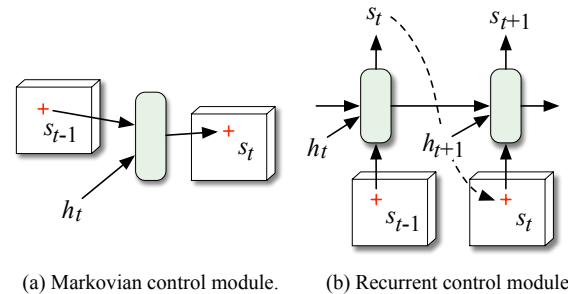 s_t s_{t+1}
s_{t-1} s_t
h_t h_{t+1}
h_t
s_{t-1} s_t
(a) Markovian control module. (b) Recurrent control module